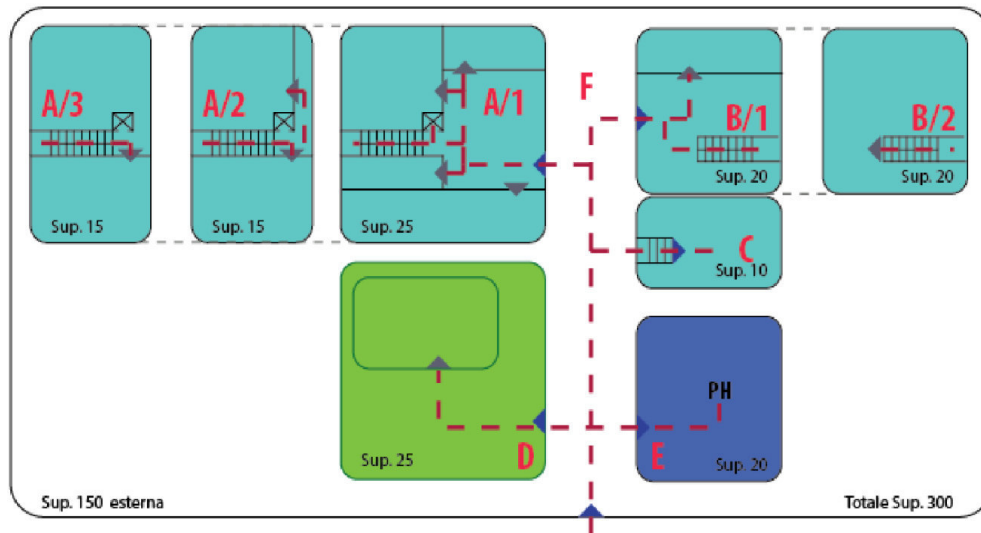 A/3
A/2
A/1
F
B/1
B/2
Sup. 15
Sup. 15
Sup. 25
Sup. 20
Sup. 20
C
Sup. 10
PH
D
E
Sup. 25
Sup. 20
Sup. 150 esterna
Totale Sup. 300